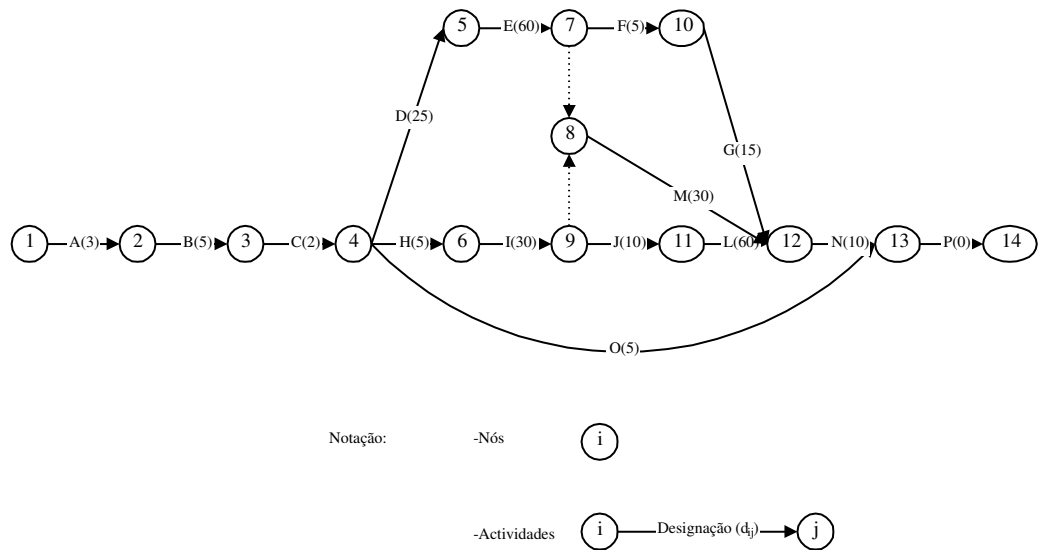 5 E(60) 7 F(5) 10
D(25)
8
G(15)
M(30)
1 A(3) 2 B(5) 3 C(2) 4 H(5) 6 I(30) 9 J(10) 11 L(60) 12 N(10) 13 P(0) 14
O(5)
Notação: -Nós i
-Actividades i Designação (dij) j